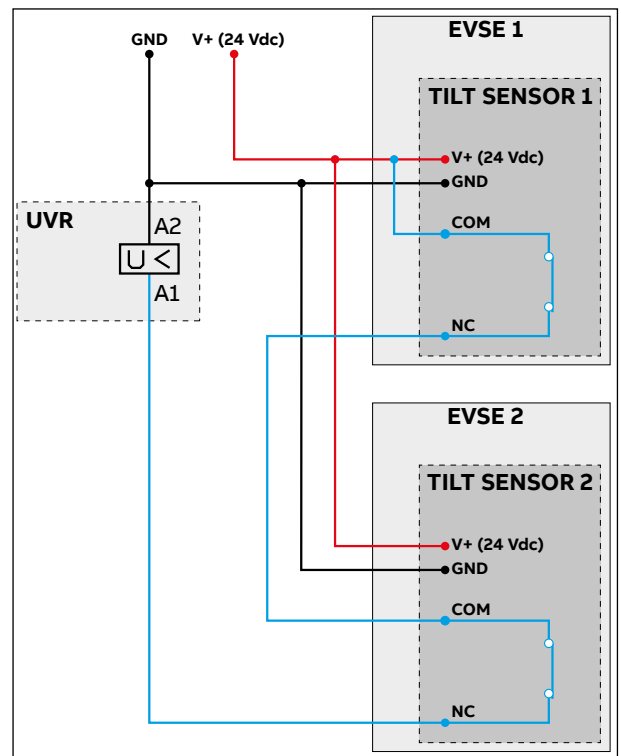 EVSE 1
GND V+ (24 Vdc)
TILT SENSOR 1
V+ (24 Vdc)
GND
UVR
A2
COM
U <
A1
NC
EVSE 2
TILT SENSOR 2
V+ (24 Vdc)
GND
COM
NC